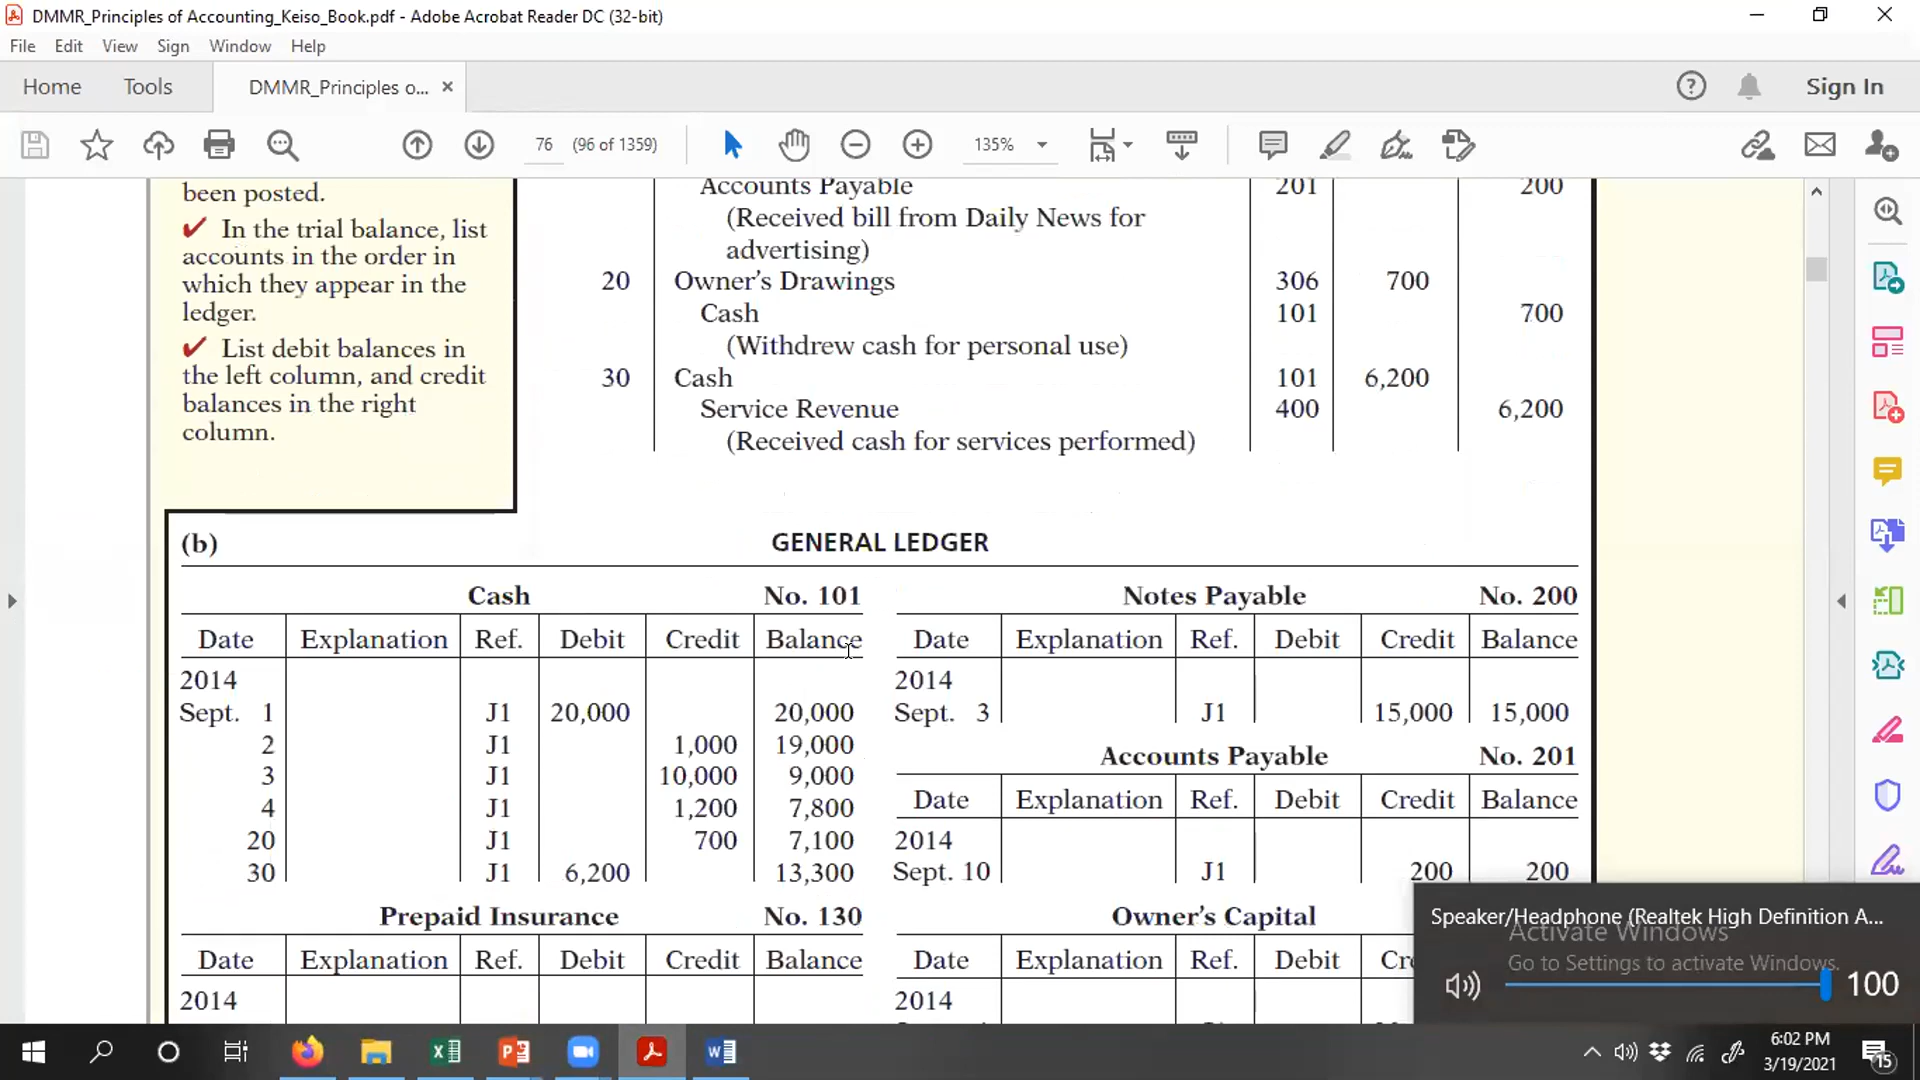 DMMR_Principles of Accounting_Keiso_Book.pdf - Adobe Acrobat Reader DC (32-bit)
File Edit View Sign Window Help
Home Tools DMMR_Principles o... × Sign In
76 (96 of 1359) 135%
been posted.
✔ In the trial balance, list
accounts in the order in
which they appear in the
ledger.
✔ List debit balances in
the left column, and credit
balances in the right
column.
Accounts Payable 201 200
(Received bill from Daily News for
advertising)
20 Owner's Drawings 306 700
Cash 101 700
(Withdrew cash for personal use)
30 Cash 101 6,200
Service Revenue 400 6,200
(Received cash for services performed)
(b) GENERAL LEDGER
Cash No. 101
Date Explanation Ref. Debit Credit Balance
2014
Sept. 1 J1 20,000 20,000
2 J1 1,000 19,000
3 J1 10,000 9,000
4 J1 1,200 7,800
20 J1 700 7,100
30 J1 6,200 13,300
Prepaid Insurance No. 130
Date Explanation Ref. Debit Credit Balance
2014
Notes Payable No. 200
Date Explanation Ref. Debit Credit Balance
2014
Sept. 3 J1 15,000 15,000
Accounts Payable No. 201
Date Explanation Ref. Debit Credit Balance
2014
Sept. 10 J1 200 200
Owner's Capital
Date Explanation Ref. Debit
2014
Speaker/Headphone (Realtek High Definition A...
Activate Windows
Go to Settings to activate Windows.
100
6:02 PM
3/19/2021
15